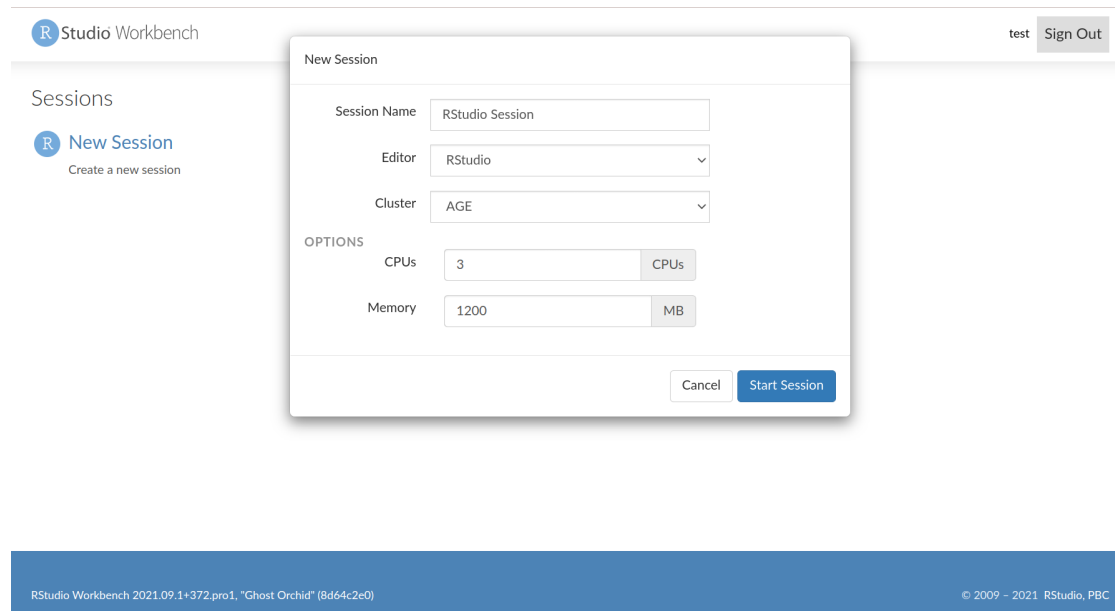 R Studio Workbench
test Sign Out
Sessions
R New Session
Create a new session
New Session
Session Name RStudio Session
Editor RStudio
Cluster AGE
OPTIONS
CPUs 3 CPUs
Memory 1200 MB
Cancel Start Session
RStudio Workbench 2021.09.1+372.pro1, "Ghost Orchid" (8d64c2e0)
© 2009 – 2021 RStudio, PBC